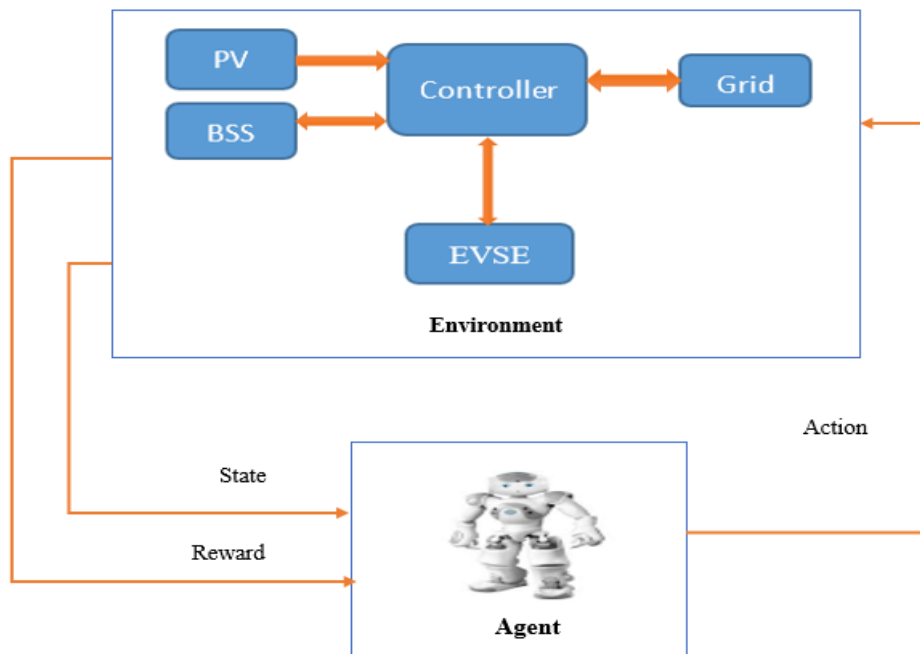 PV
Controller
Grid
BSS
EVSE
Environment
Action
State
Reward
Agent